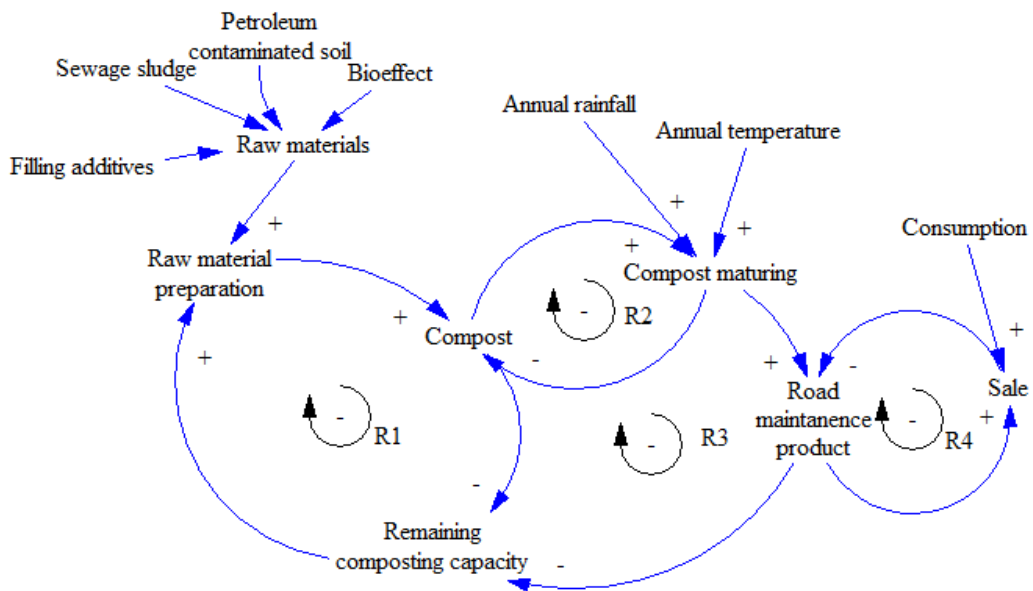 Petroleum
contaminated soil
Sewage sludge
Bioeffect
Filling additives
Raw materials
Annual rainfall
Annual temperature
Consumption
+
+
+
+
Raw material
preparation
Compost maturing
+
Compost
-
R2
-
+
+
-
+
Road
maintanence
product
Sale
+
-
R1
-
R3
-
R4
-
Remaining
composting capacity
-